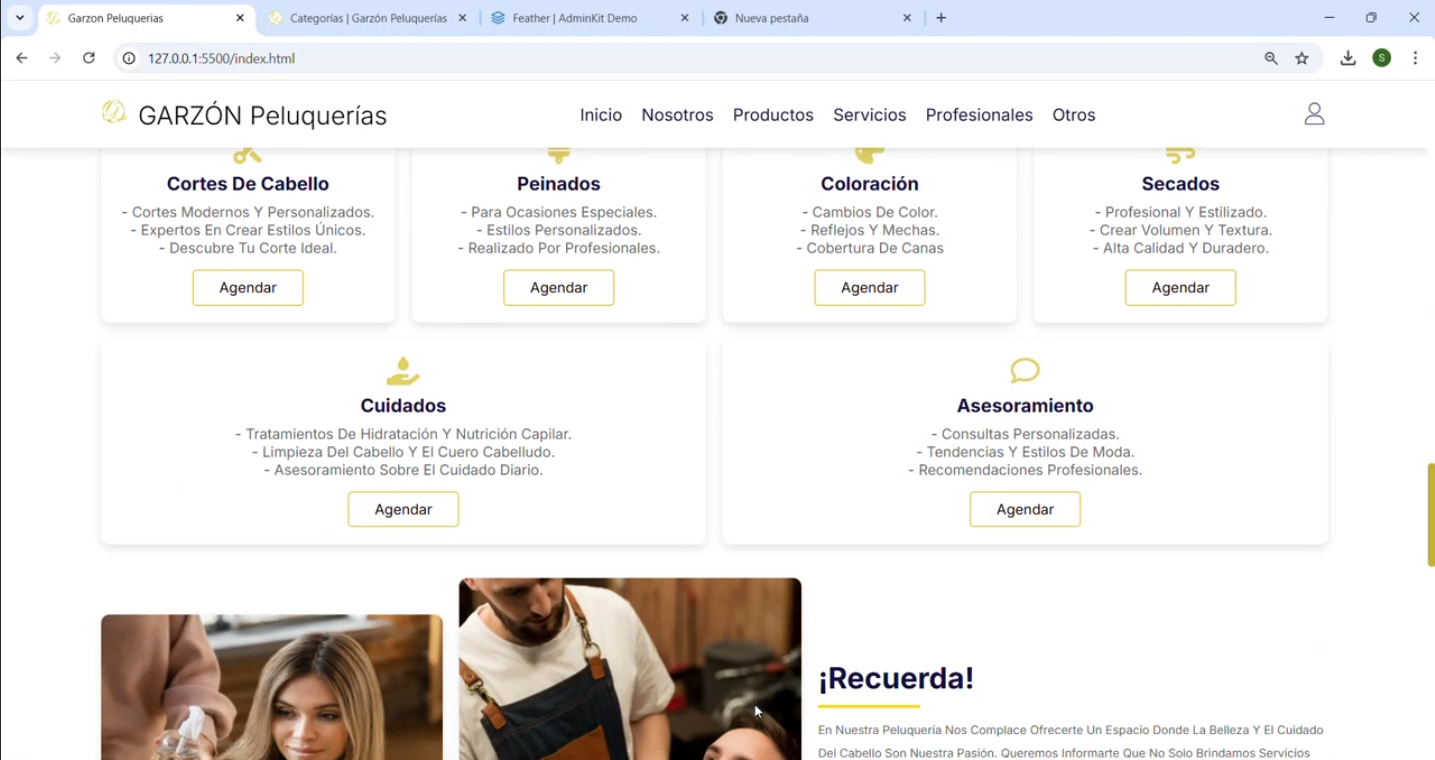 Garzon Peluquerias
Categorías | Garzón Peluquerías
Feather | AdminKit Demo
Nueva pestaña
127.0.0.1:5500/index.html
S
GARZÓN Peluquerías
Inicio Nosotros Productos Servicios Profesionales Otros
Cortes De Cabello
- Cortes Modernos Y Personalizados.
- Expertos En Crear Estilos Únicos.
- Descubre Tu Corte Ideal.
Agendar
Peinados
- Para Ocasiones Especiales.
- Estilos Personalizados.
- Realizado Por Profesionales.
Agendar
Coloración
- Cambios De Color.
- Reflejos Y Mechas.
- Cobertura De Canas
Agendar
Secados
- Profesional Y Estilizado.
- Crear Volumen Y Textura.
- Alta Calidad Y Duradero.
Agendar
Cuidados
- Tratamientos De Hidratación Y Nutrición Capilar.
- Limpieza Del Cabello Y El Cuero Cabelludo.
- Asesoramiento Sobre El Cuidado Diario.
Agendar
Asesoramiento
- Consultas Personalizadas.
- Tendencias Y Estilos De Moda.
- Recomendaciones Profesionales.
Agendar
¡Recuerda!
En Nuestra Peluquería Nos Complace Ofrecerte Un Espacio Donde La Belleza Y El Cuidado
Del Cabello Son Nuestra Pasión. Queremos Informarte Que No Solo Brindamos Servicios